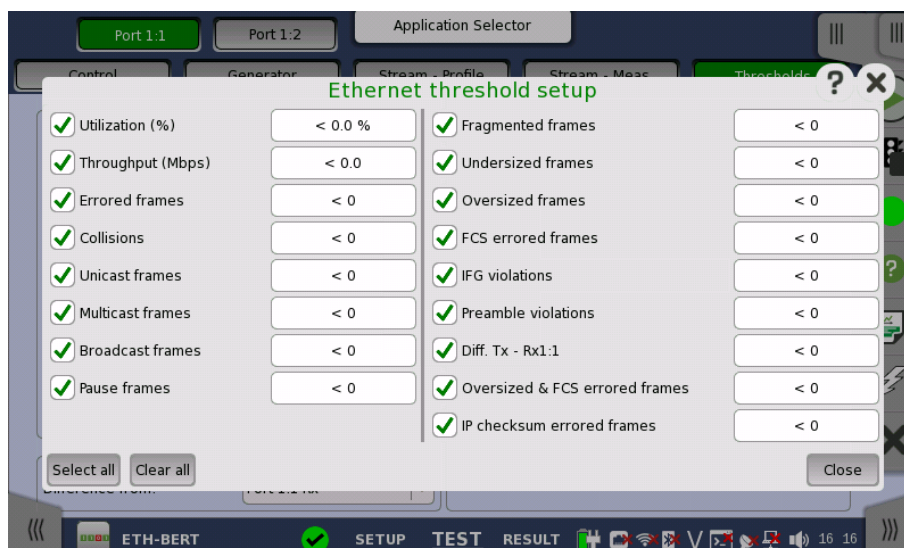 Port 1:1 Port 1:2 Application Selector
Control Generator Stream - Profile Stream - Meas. Thresholds
Ethernet threshold setup ? X
Utilization (%) < 0.0 % Fragmented frames < 0
Throughput (Mbps) < 0.0 Undersized frames < 0
Errored frames < 0 Oversized frames < 0
Collisions < 0 FCS errored frames < 0
Unicast frames < 0 IFG violations < 0
Multicast frames < 0 Preamble violations < 0
Broadcast frames < 0 Diff. Tx - Rx1:1 < 0
Pause frames < 0 Oversized & FCS errored frames < 0
IP checksum errored frames < 0
Select all Clear all Close
Difference from: Port 1:1 Rx
ETH-BERT SETUP TEST RESULT 16 16